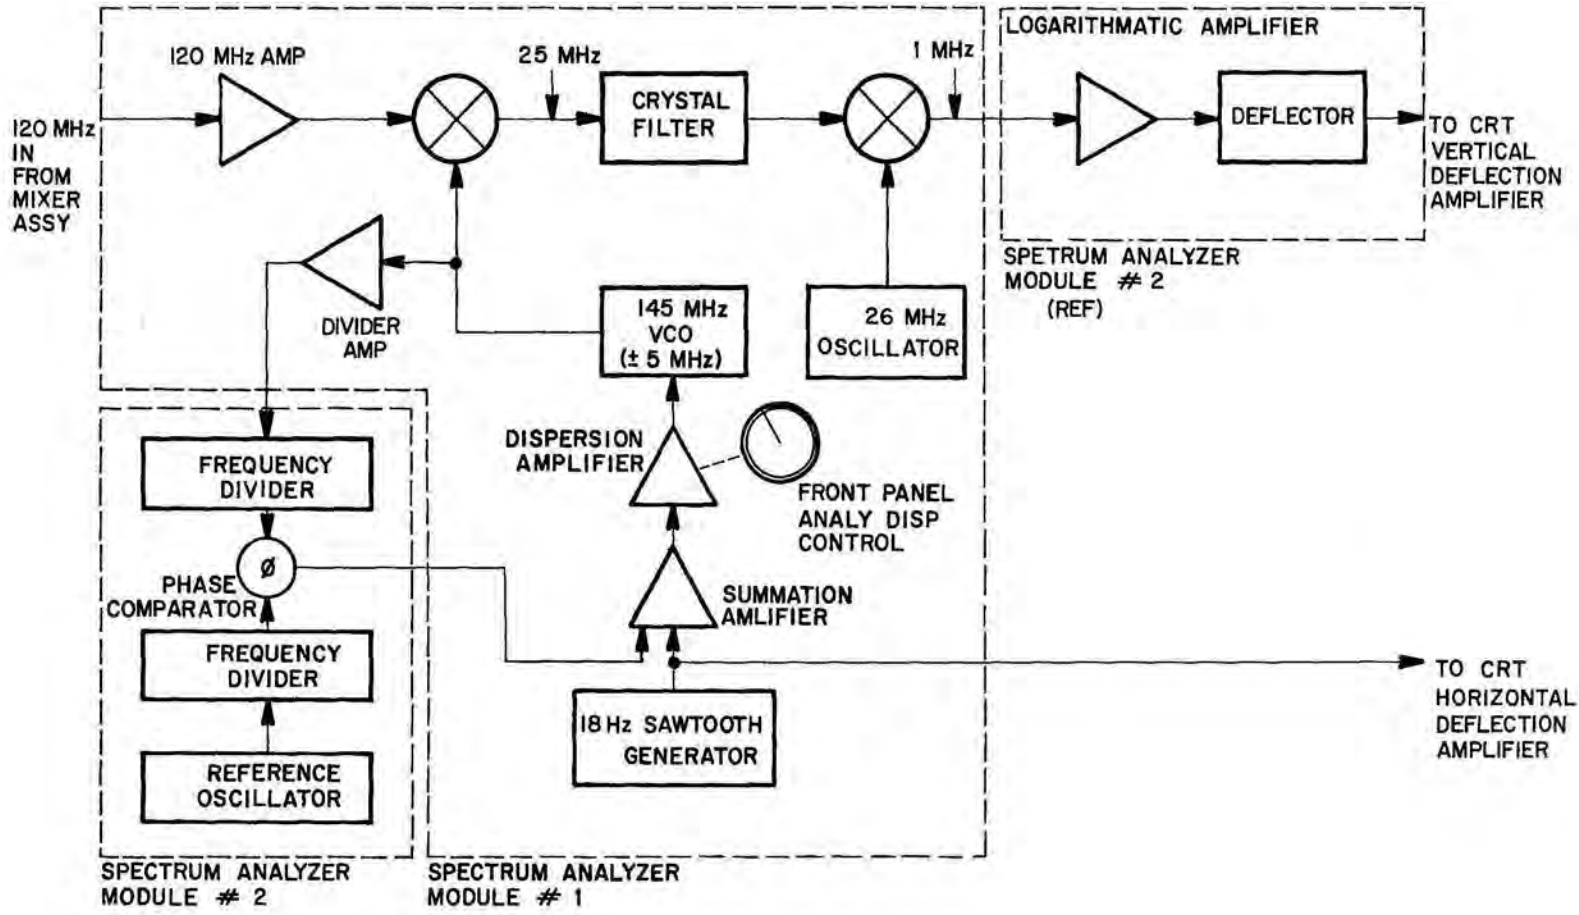 LOGARITHMATIC AMPLIFIER
120 MHz AMP
25 MHz
1 MHz
CRYSTAL
FILTER
DEFLECTOR
120 MHz
IN
FROM
MIXER
ASSY
TO CRT
VERTICAL
DEFLECTION
AMPLIFIER
SPETRUM ANALYZER
MODULE # 2
(REF)
DIVIDER
AMP
145 MHz
VCO
(± 5 MHz)
26 MHz
OSCILLATOR
DISPERSION
AMPLIFIER
FRONT PANEL
ANALY DISP
CONTROL
FREQUENCY
DIVIDER
Ø
PHASE
COMPARATOR
SUMMATION
AMLIFIER
FREQUENCY
DIVIDER
TO CRT
HORIZONTAL
DEFLECTION
AMPLIFIER
18 Hz SAWTOOTH
GENERATOR
REFERENCE
OSCILLATOR
SPECTRUM ANALYZER
MODULE # 2
SPECTRUM ANALYZER
MODULE # 1